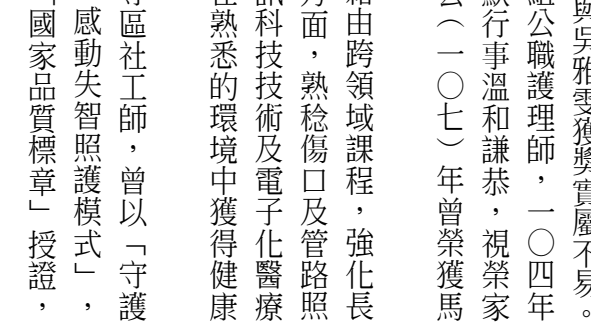 與吳雅雯獲獎實屬不易。
組公職護理師，一〇四年
行事溫和謙恭，視榮家
（一〇七）年曾榮獲馬
藉由跨領域課程，強化長
方面，熟稔傷口及管路照
訊科技技術及電子化醫療
在熟悉的環境中獲得健康
專區社工師，曾以「守護
感動失智照護模式」，
「國家品質標章」授證，